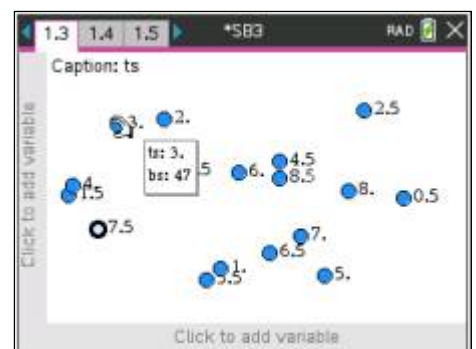 1.3 1.4 1.5 *SB3 RAD
Caption: ts
2.5
3. 2.
ts: 3.
bs: 47
.5 6. 4.5
8.5
4. 8. 0.5
1.5
7.5
7.
6.5
1. 5.
5.5
Click to add variable
Click to add variable